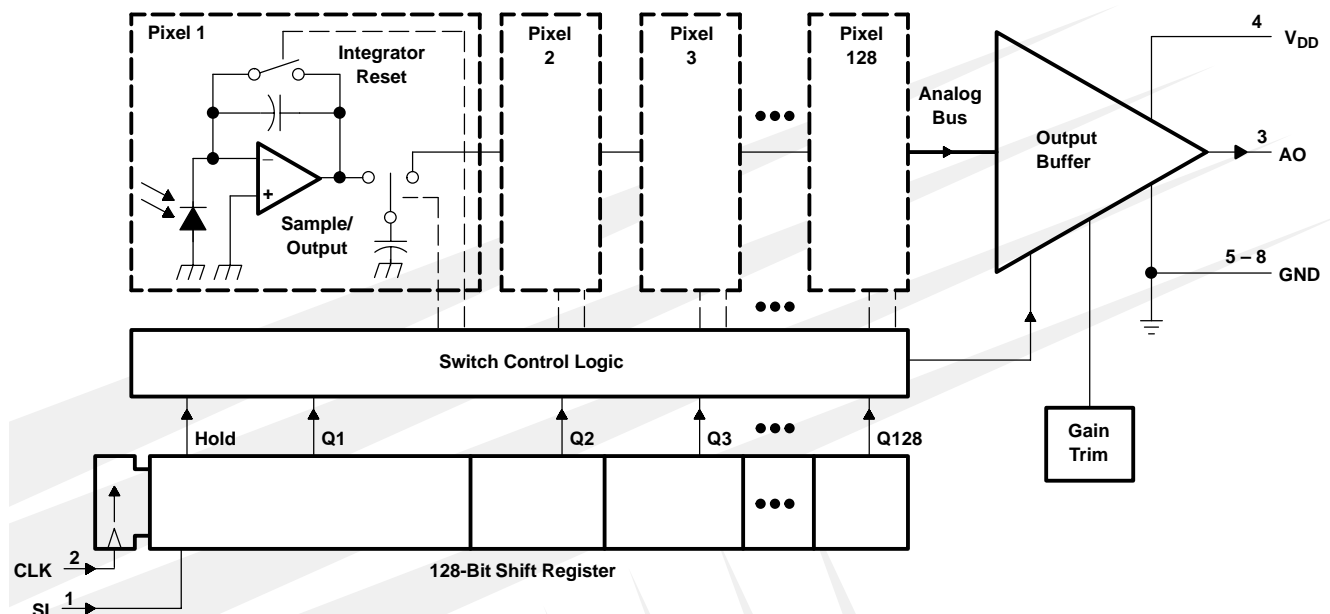 Pixel 1
Integrator
Reset
−
+
Sample/
Output
Pixel
2
Pixel
3
Pixel
128
Analog
Bus
Output
Buffer
4
VDD
3
AO
5 – 8
GND
Switch Control Logic
Hold
Q1
Q2
Q3
Q128
Gain
Trim
CLK
2
128-Bit Shift Register
SI
1